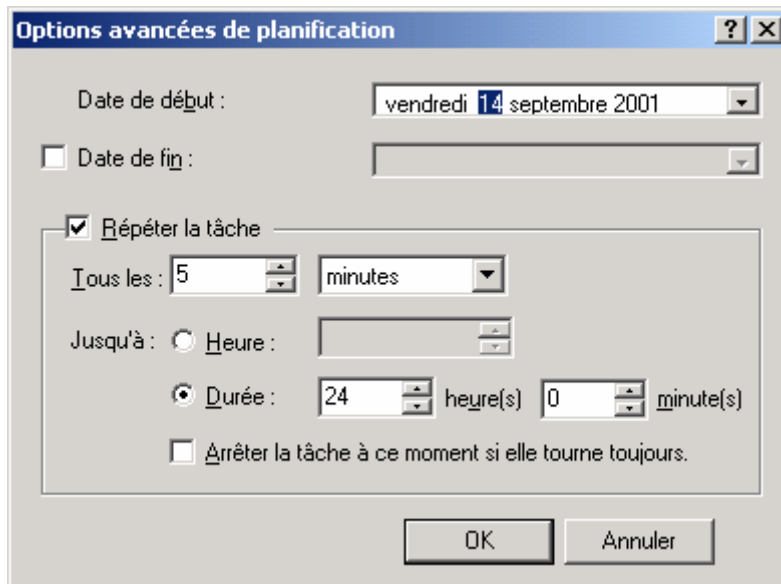 Options avancées de planification
Date de début : vendredi 14 septembre 2001
Date de fin :
Répéter la tâche
Tous les : 5 minutes
Jusqu'à : Heure :
Durée : 24 heure(s) 0 minute(s)
Arrêter la tâche à ce moment si elle tourne toujours.
OK Annuler